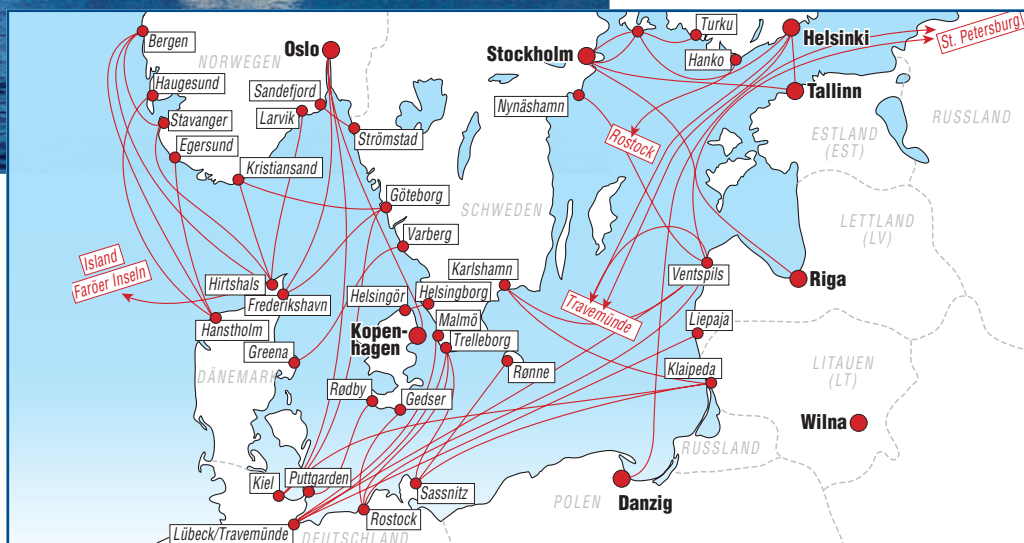 Bergen
NORWEGEN
Oslo
Stockholm
Turku
Helsinki
St. Petersburg
Hanko
Haugesund
Sandefjord
Larvik
Nynäshamn
Tallinn
RUSSLAND
Stavanger
Strömstad
Rostock
ESTLAND
(EST)
Egersund
Kristiansand
Göteborg
SCHWEDEN
LETTLAND
(LV)
Varberg
Island
Färöer Inseln
Hirtshals
Karlshamn
Ventspils
Riga
Frederikshavn
Helsingör
Helsingborg
Travemünde
Hanstholm
Kopen-
hagen
Malmö
Trelleborg
Liepaja
Greena
DÄNEMARK
Rønne
Klaipeda
LITAUEN
(LT)
Rødby
Gedser
Wilna
RUSSLAND
Kiel
Puttgarden
Sassnitz
POLEN
Danzig
Rostock
Lübeck/Travemünde
DEUTSCHLAND